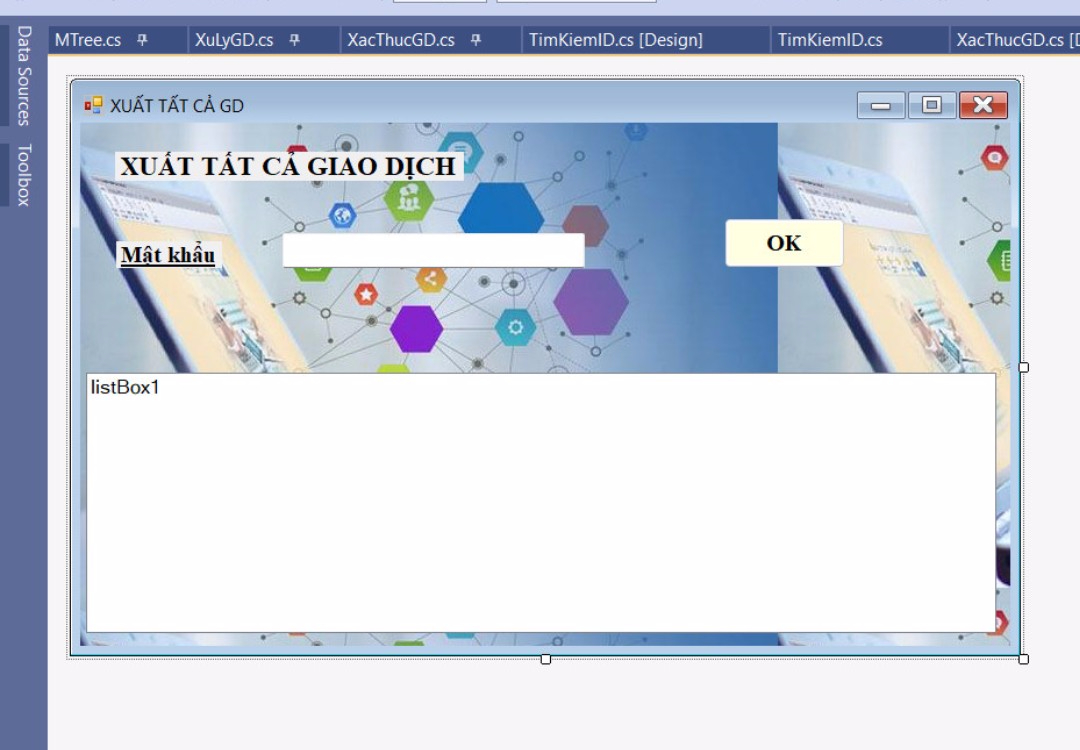 MTree.cs
XuLyGD.cs
XacThucGD.cs
TimKiemID.cs [Design]
TimKiemID.cs
XacThucGD.cs [D
Data Sources
Toolbox
XUẤT TẤT CẢ GD
XUẤT TẤT CẢ GIAO DỊCH
Mật khẩu
OK
listBox1